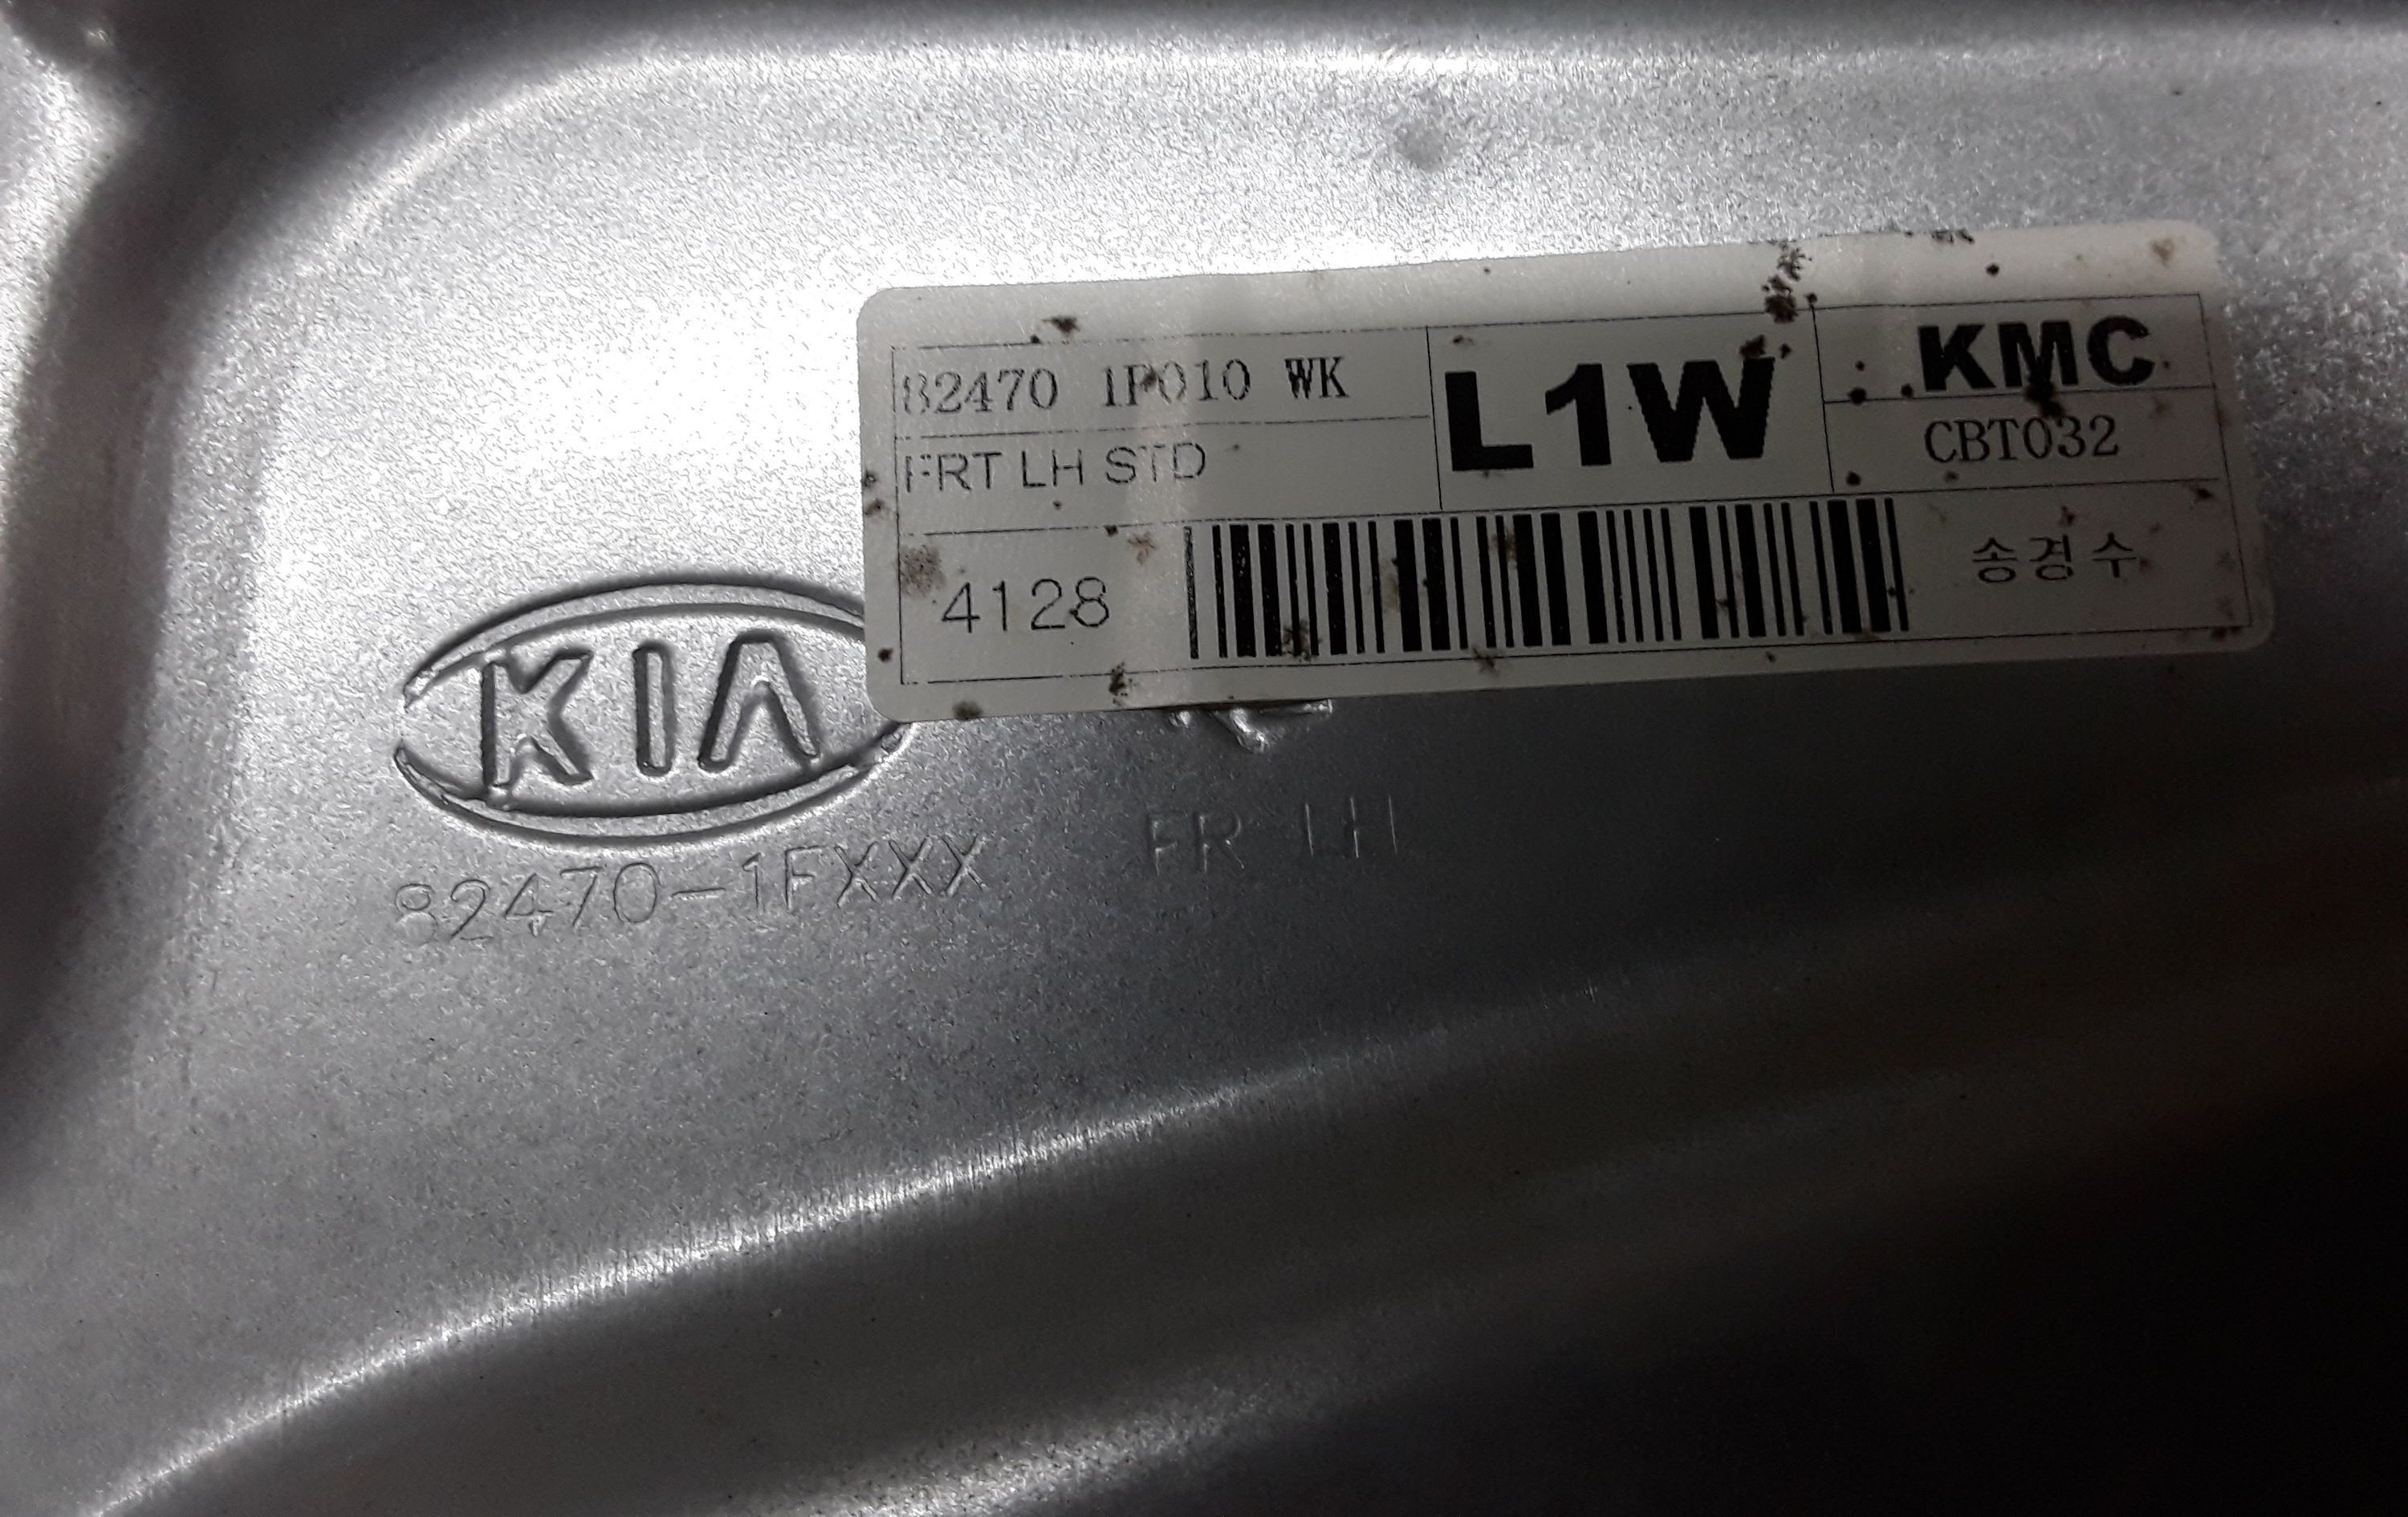 82470 1P010 WK
FRT LH STD
L1W
KMC
CBT032
4128
송경수
KIA
82470-1FXXX
FR LH